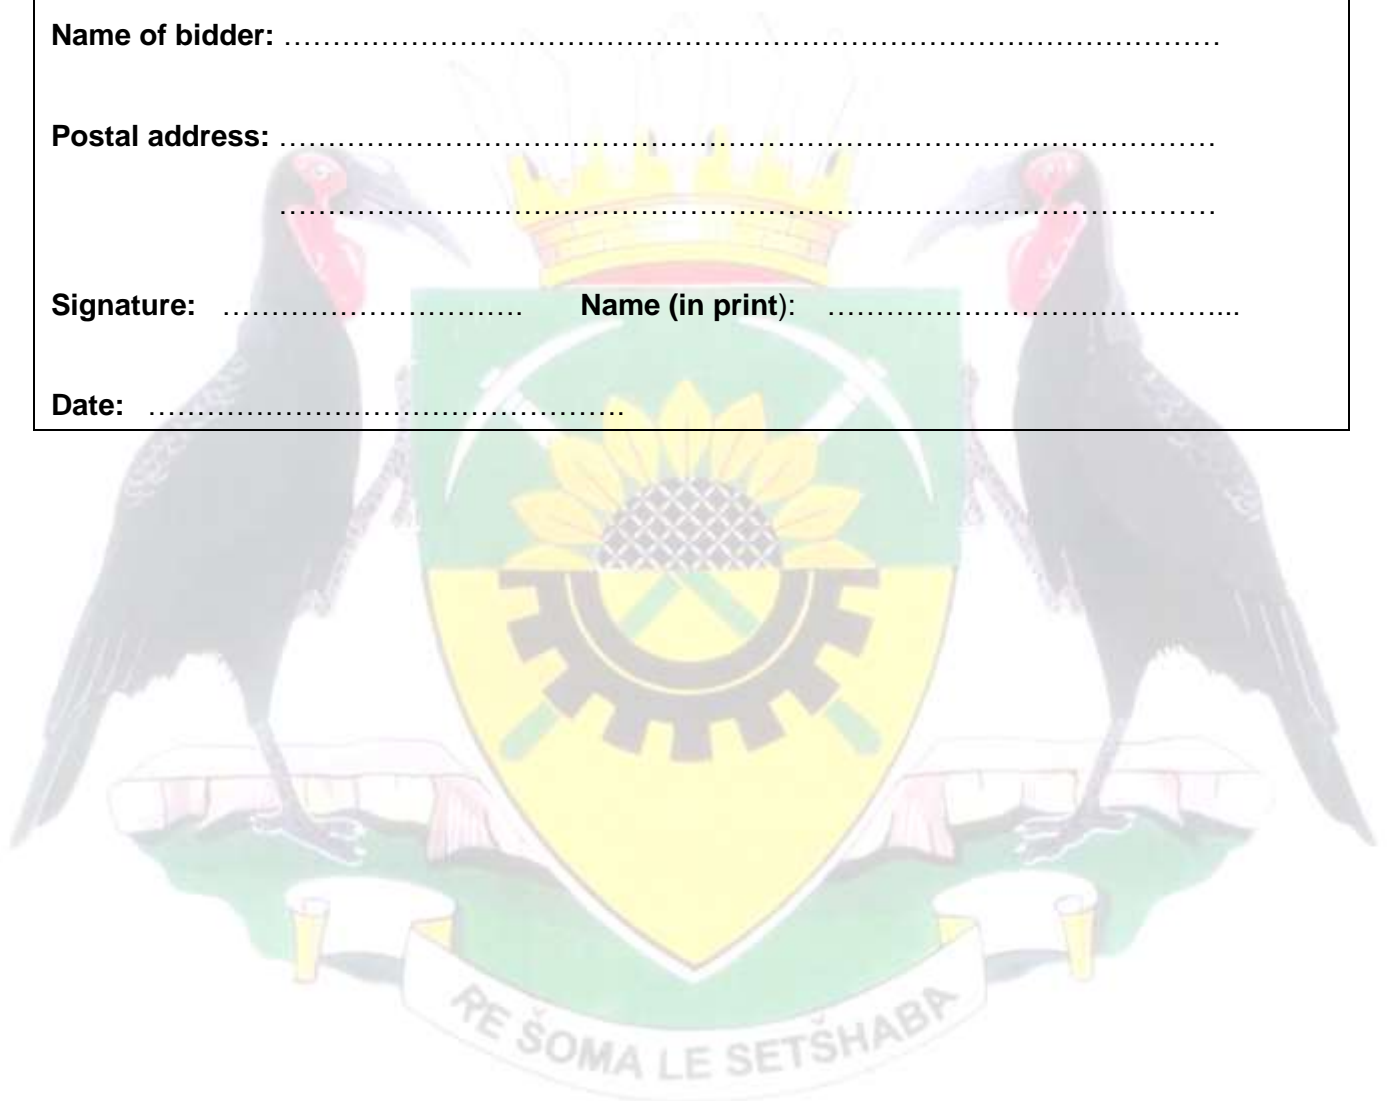 Name of bidder: ……………………………………………………………………………………
Postal address: ……………………………………………………………………………………
……………………………………………………………………………………
Signature: …………………………. Name (in print): …………………………………...
Date: ………………………………………….
RE ŠOMA LE SETŠHABA